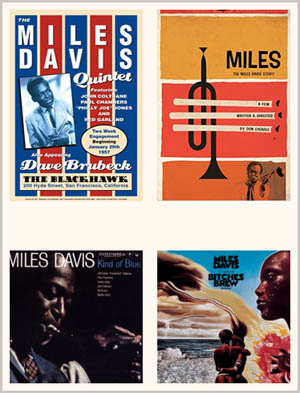 THE
MILES
DAVIS
Quintet
Featuring
JOHN COLTRANE
PAUL CHAMBERS
"PHILLY JOE" JONES
AND
RED GARLAND
Two Week
Engagement
Beginning
January 25th
1957
Also Appearing
Dave Brubeck
THE BLACKHAWK
200 Hyde Street, San Francisco, California
MILES
THE MILES DAVIS STORY
A FILM
WRITTEN & DIRECTED
BY DON CHEADLE
MILES DAVIS
Kind of Blue
MILES
DAVIS
BITCHES
BREW